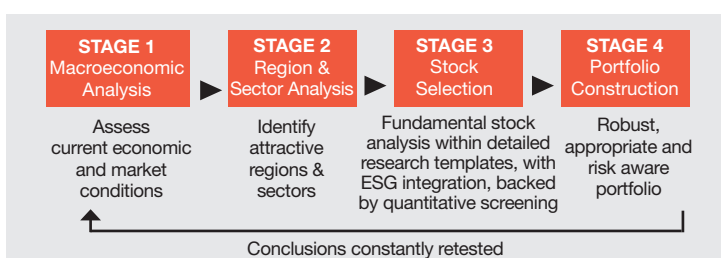 STAGE 1
Macroeconomic
Analysis
Assess
current economic
and market
conditions
STAGE 2
Region &
Sector Analysis
Identify
attractive
regions &
sectors
STAGE 3
Stock
Selection
Fundamental stock
analysis within detailed
research templates, with
ESG integration, backed
by quantitative screening
STAGE 4
Portfolio
Construction
Robust,
appropriate and
risk aware
portfolio
Conclusions constantly retested